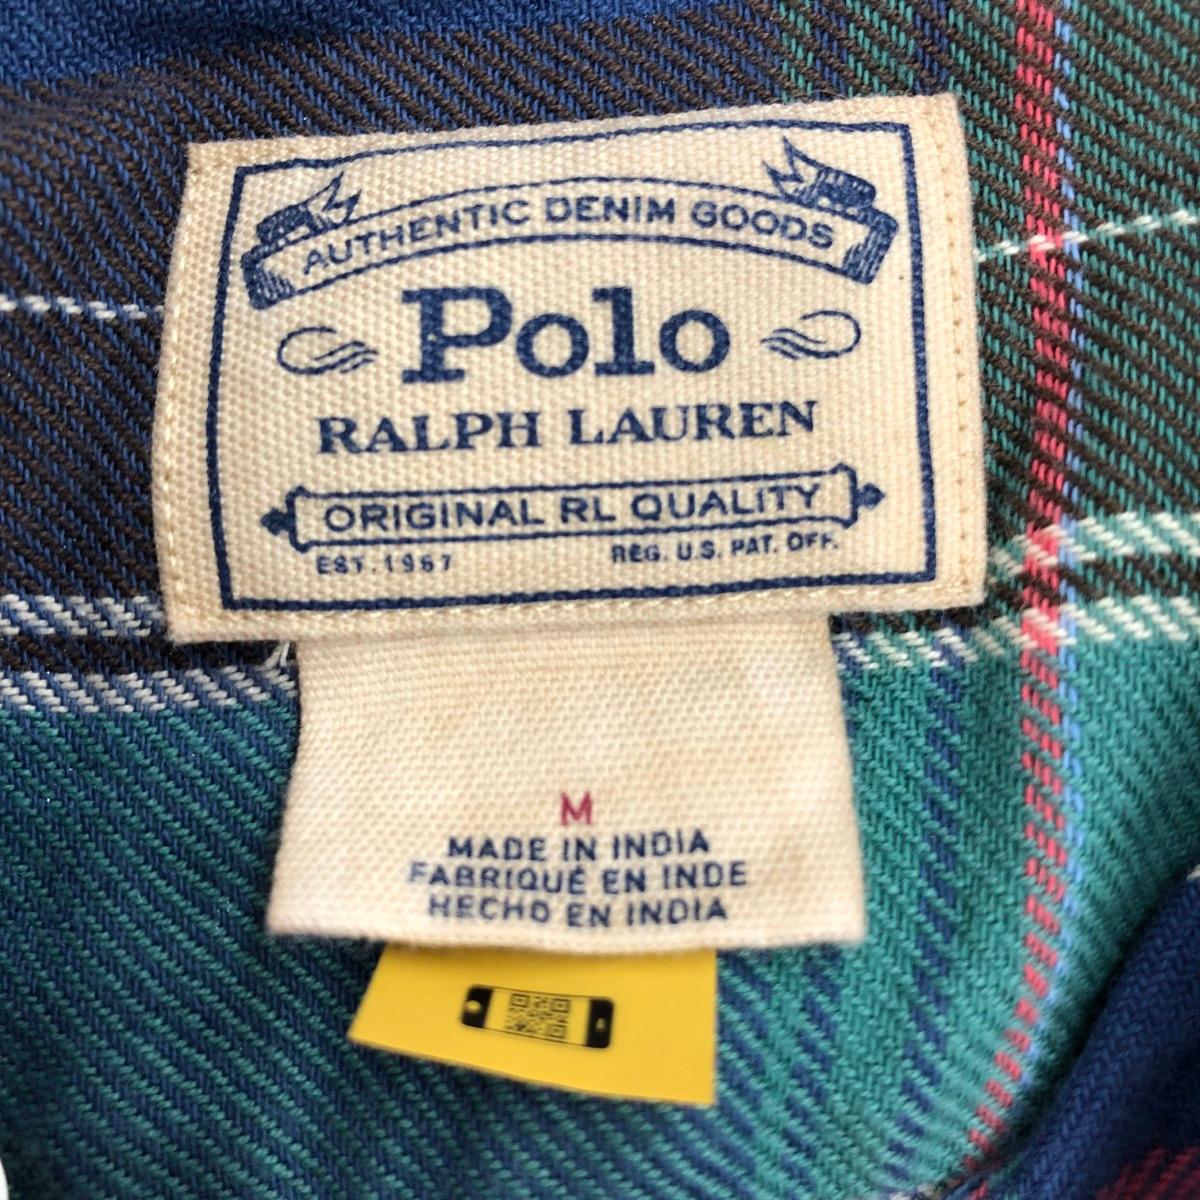 AUTHENTIC DENIM GOODS
Polo
RALPH LAUREN
ORIGINAL RL QUALITY
EST. 1967 REG. U.S. PAT. OFF.
M
MADE IN INDIA
FABRIQUÉ EN INDE
HECHO EN INDIA